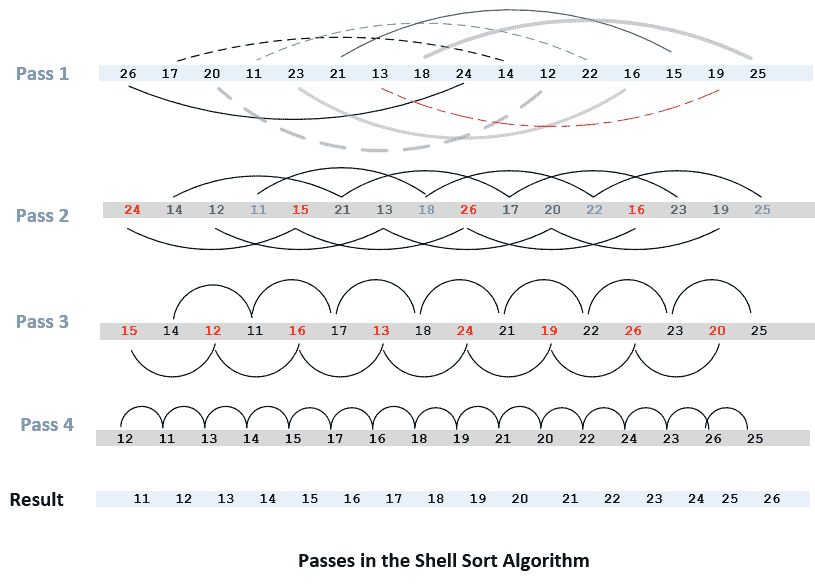 Pass 1 26 17 20 11 23 21 13 18 24 14 12 22 16 15 19 25
Pass 2 24 14 12 11 15 21 13 18 26 17 20 22 16 23 19 25
Pass 3 15 14 12 11 16 17 13 18 24 21 19 22 26 23 20 25
Pass 4 12 11 13 14 15 17 16 18 19 21 20 22 24 23 26 25
Result 11 12 13 14 15 16 17 18 19 20 21 22 23 24 25 26
Passes in the Shell Sort Algorithm